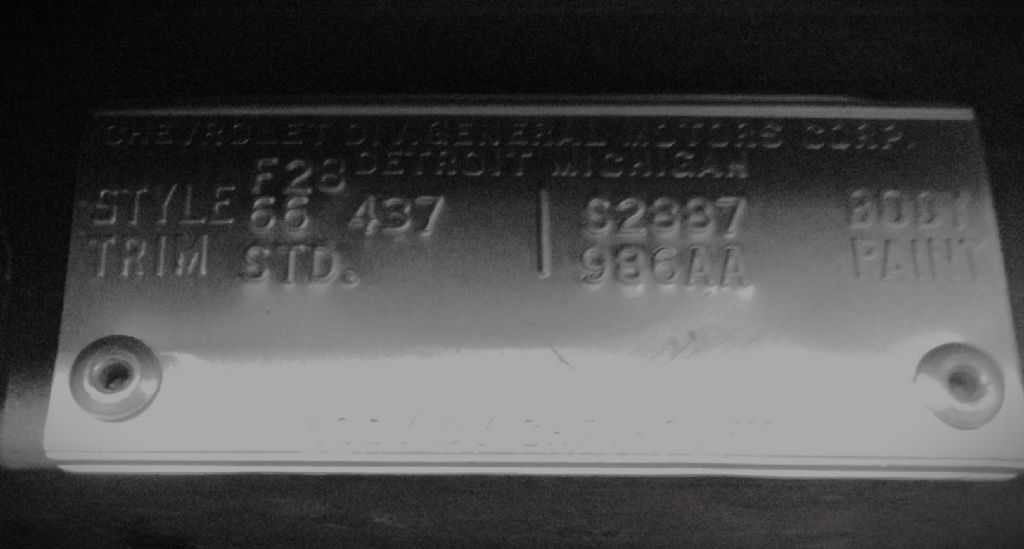 CHEVROLET DIV. GENERAL MOTORS CORP.
F28 DETROIT MICHIGAN
STYLE 66 437 S2887 BODY
TRIM STD. 986AA PAINT